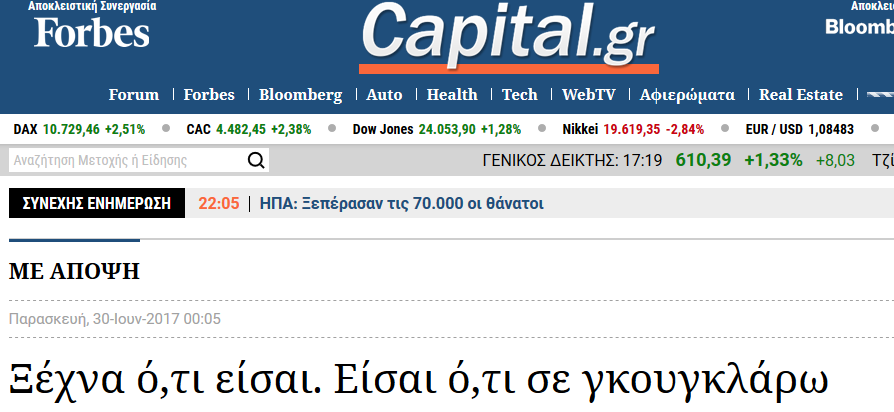 Αποκλειστική Συνεργασία
Forbes
Capital.gr
Αποκλει
Bloomb
Forum | Forbes | Bloomberg | Auto | Health | Tech | WebTV | Αφιερώματα | Real Estate |
DAX 10.729,46 +2,51% CAC 4.482,45 +2,38% Dow Jones 24.053,90 +1,28% Nikkei 19.619,35 -2,84% EUR / USD 1,08483
Αναζήτηση Μετοχής ή Είδησης ΓΕΝΙΚΟΣ ΔΕΙΚΤΗΣ: 17:19 610,39 +1,33% +8,03 Τζί
ΣΥΝΕΧΗΣ ΕΝΗΜΕΡΩΣΗ 22:05 | ΗΠΑ: Ξεπέρασαν τις 70.000 οι θάνατοι
ΜΕ ΑΠΟΨΗ
Παρασκευή, 30-Ιουν-2017 00:05
Ξέχνα ό,τι είσαι. Είσαι ό,τι σε γκουγκλάρω